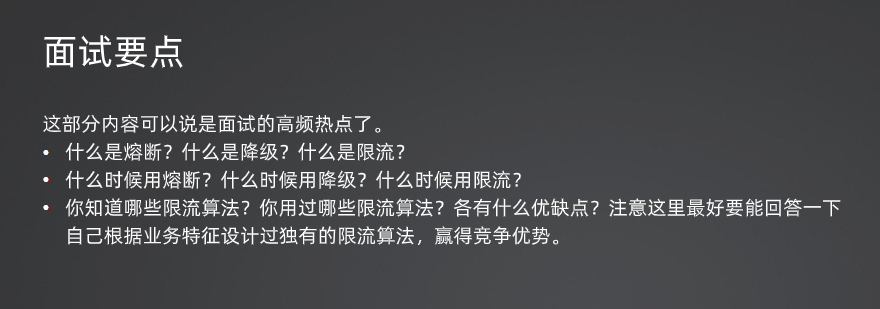 面试要点
这部分内容可以说是面试的高频热点了。
• 什么是熔断？什么是降级？什么是限流？
• 什么时候用熔断？什么时候用降级？什么时候用限流？
• 你知道哪些限流算法？你用过哪些限流算法？各有什么优缺点？注意这里最好要能回答一下
自己根据业务特征设计过独有的限流算法，赢得竞争优势。